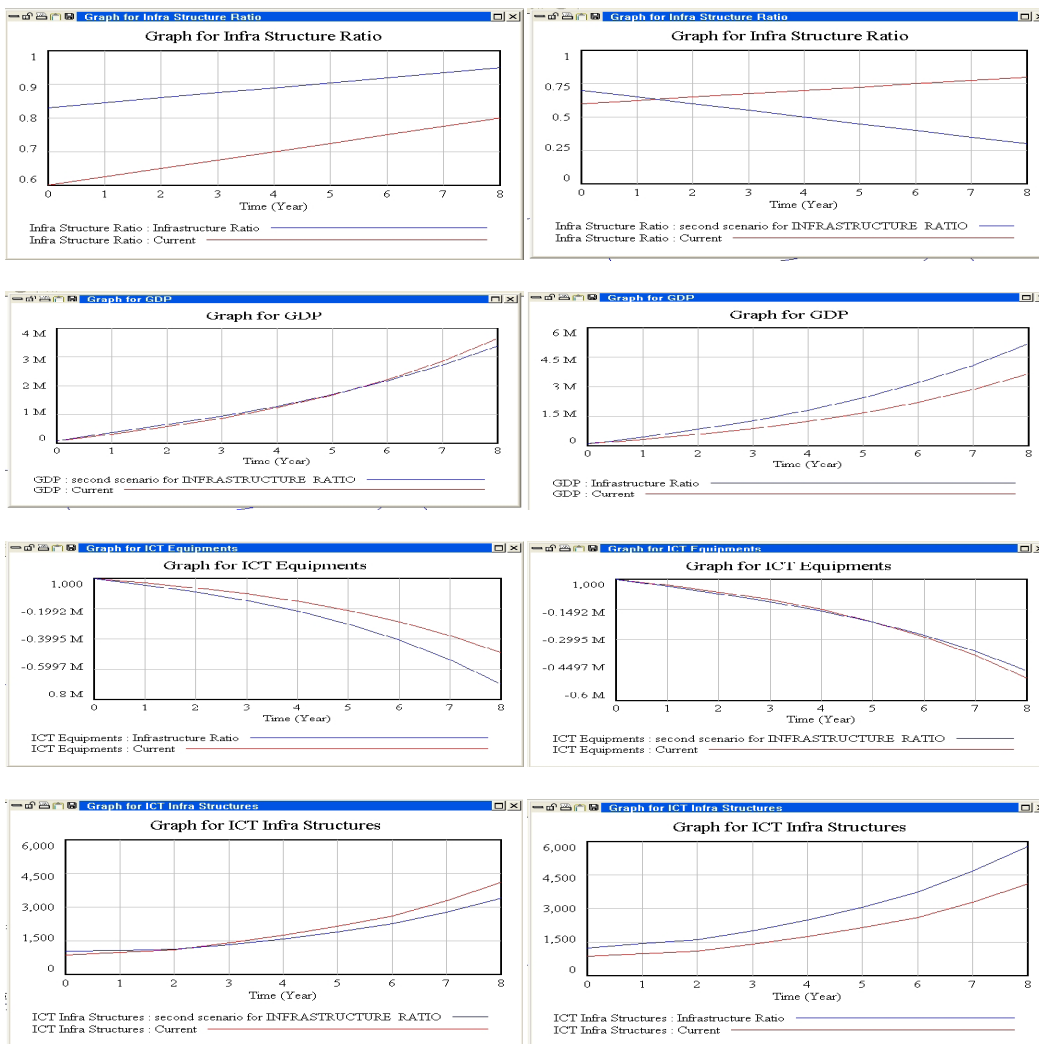 Graph for Infra Structure Ratio
Graph for Infra Structure Ratio
1
0.9
0.8
0.7
0.6
0 1 2 3 4 5 6 7 8
Time (Year)
Infra Structure Ratio : Infrastructure Ratio
Infra Structure Ratio : Current
Graph for Infra Structure Ratio
Graph for Infra Structure Ratio
1
0.75
0.5
0.25
0
0 1 2 3 4 5 6 7 8
Time (Year)
Infra Structure Ratio : second scenario for INFRASTRUCTURE RATIO
Infra Structure Ratio : Current
Graph for GDP
Graph for GDP
4 M
3 M
2 M
1 M
0
0 1 2 3 4 5 6 7 8
Time (Year)
GDP : second scenario for INFRASTRUCTURE RATIO
GDP : Current
Graph for GDP
Graph for GDP
6 M
4.5 M
3 M
1.5 M
0
0 1 2 3 4 5 6 7 8
Time (Year)
GDP : Infrastructure Ratio
GDP : Current
Graph for ICT Equipments
Graph for ICT Equipments
1,000
-0.1992 M
-0.3995 M
-0.5997 M
0.8 M
0 1 2 3 4 5 6 7 8
Time (Year)
ICT Equipments : Infrastructure Ratio
ICT Equipments : Current
Graph for ICT Equipments
Graph for ICT Equipments
1,000
-0.1492 M
-0.2995 M
-0.4497 M
-0.6 M
0 1 2 3 4 5 6 7 8
Time (Year)
ICT Equipments : second scenario for INFRASTRUCTURE RATIO
ICT Equipments : Current
Graph for ICT Infra Structures
Graph for ICT Infra Structures
6,000
4,500
3,000
1,500
0
0 1 2 3 4 5 6 7 8
Time (Year)
ICT Infra Structures : second scenario for INFRASTRUCTURE RATIO
ICT Infra Structures : Current
Graph for ICT Infra Structures
Graph for ICT Infra Structures
6,000
4,500
3,000
1,500
0
0 1 2 3 4 5 6 7 8
Time (Year)
ICT Infra Structures : Infrastructure Ratio
ICT Infra Structures : Current